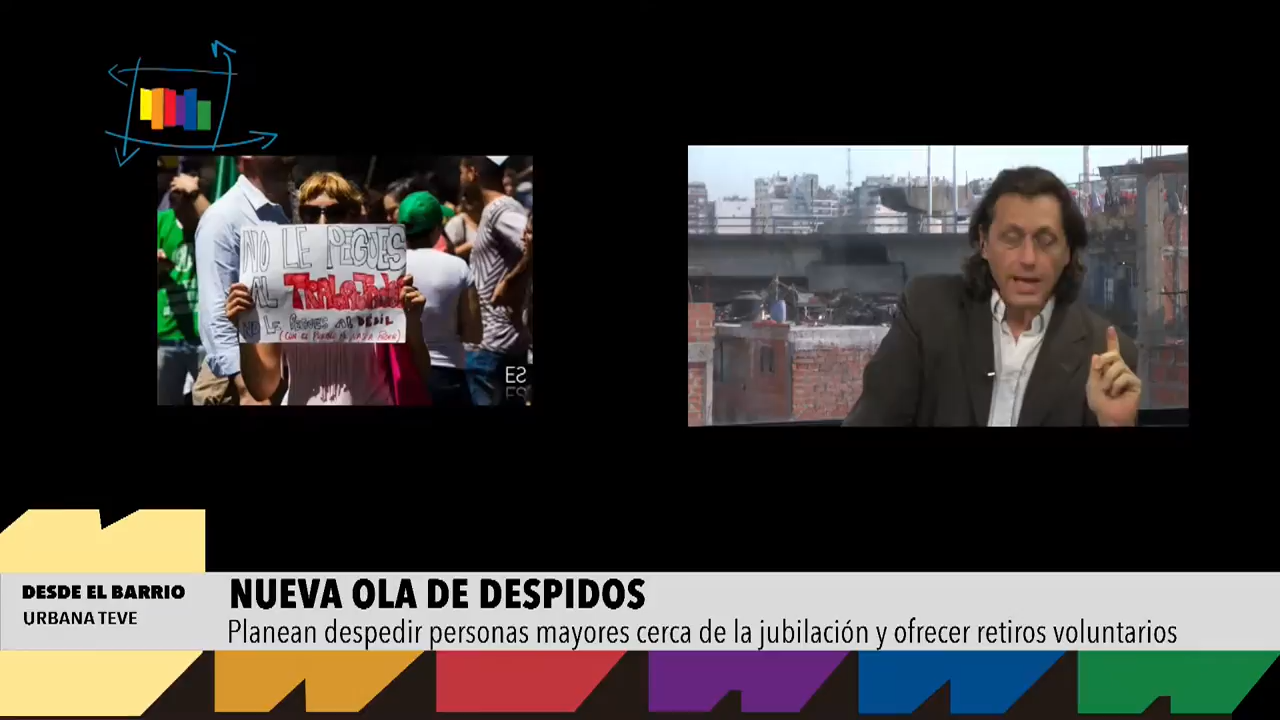 NO LE PEGUES
AL TRABAJADOR
NO LE PEGUES AL DÉBIL
ES
DESDE EL BARRIO
URBANA TEVE
NUEVA OLA DE DESPIDOS
Planean despedir personas mayores cerca de la jubilación y ofrecer retiros voluntarios